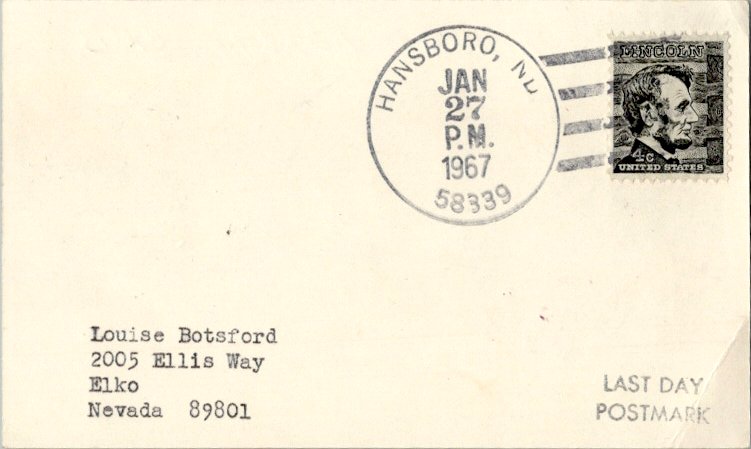 HANSBORO, ND
JAN
27
P.M.
1967
58339
LINCOLN
4c
UNITED STATES
Louise Botsford
2005 Ellis Way
Elko
Nevada 89801
LAST DAY
POSTMARK